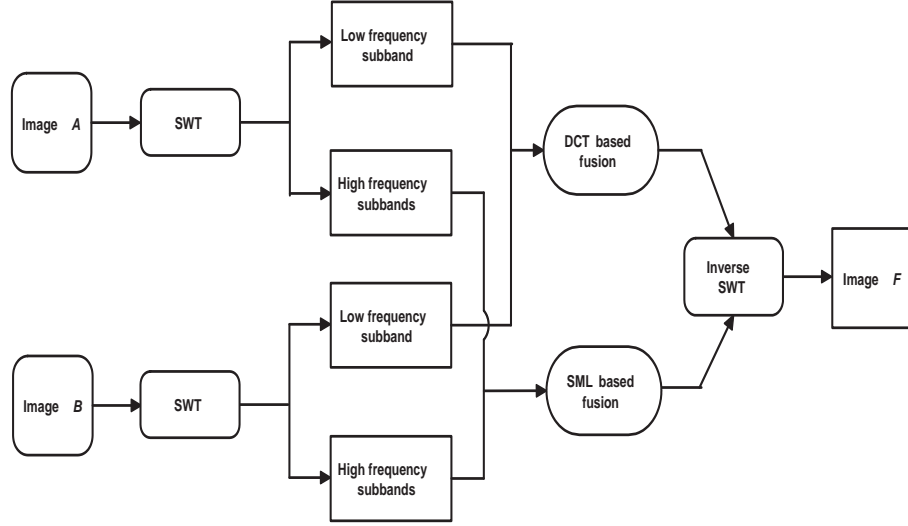 Low frequency
subband
Image A
SWT
DCT based
fusion
High frequency
subbands
Inverse
SWT
Image F
Low frequency
subband
Image B
SWT
SML based
fusion
High frequency
subbands